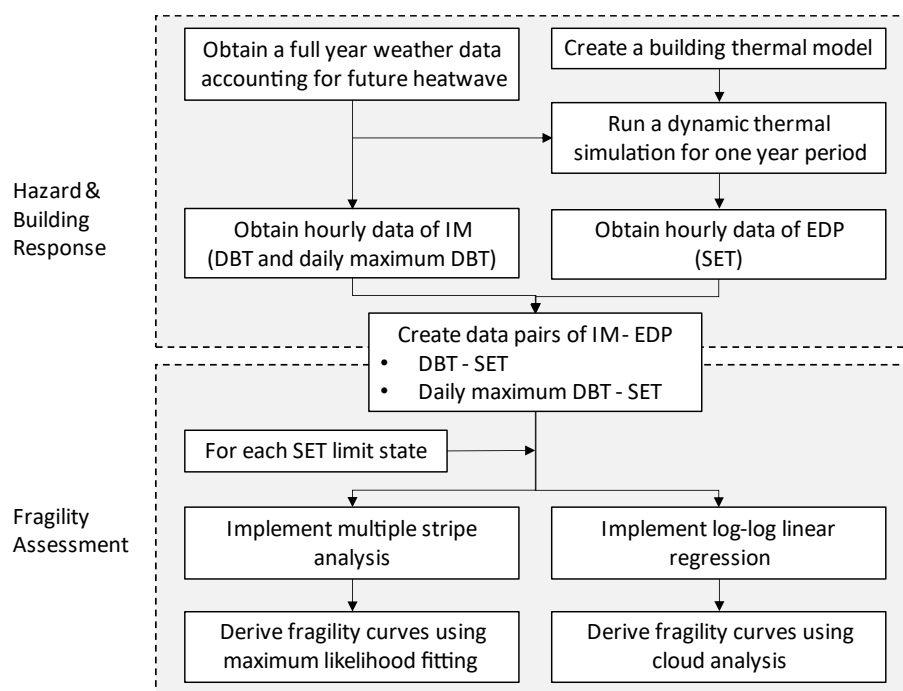 Obtain a full year weather data
accounting for future heatwave
Create a building thermal model
Run a dynamic thermal
simulation for one year period
Hazard &
Building
Response
Obtain hourly data of IM
(DBT and daily maximum DBT)
Obtain hourly data of EDP
(SET)
Create data pairs of IM - EDP
• DBT - SET
• Daily maximum DBT - SET
For each SET limit state
Fragility
Assessment
Implement multiple stripe
analysis
Implement log-log linear
regression
Derive fragility curves using
maximum likelihood fitting
Derive fragility curves using
cloud analysis